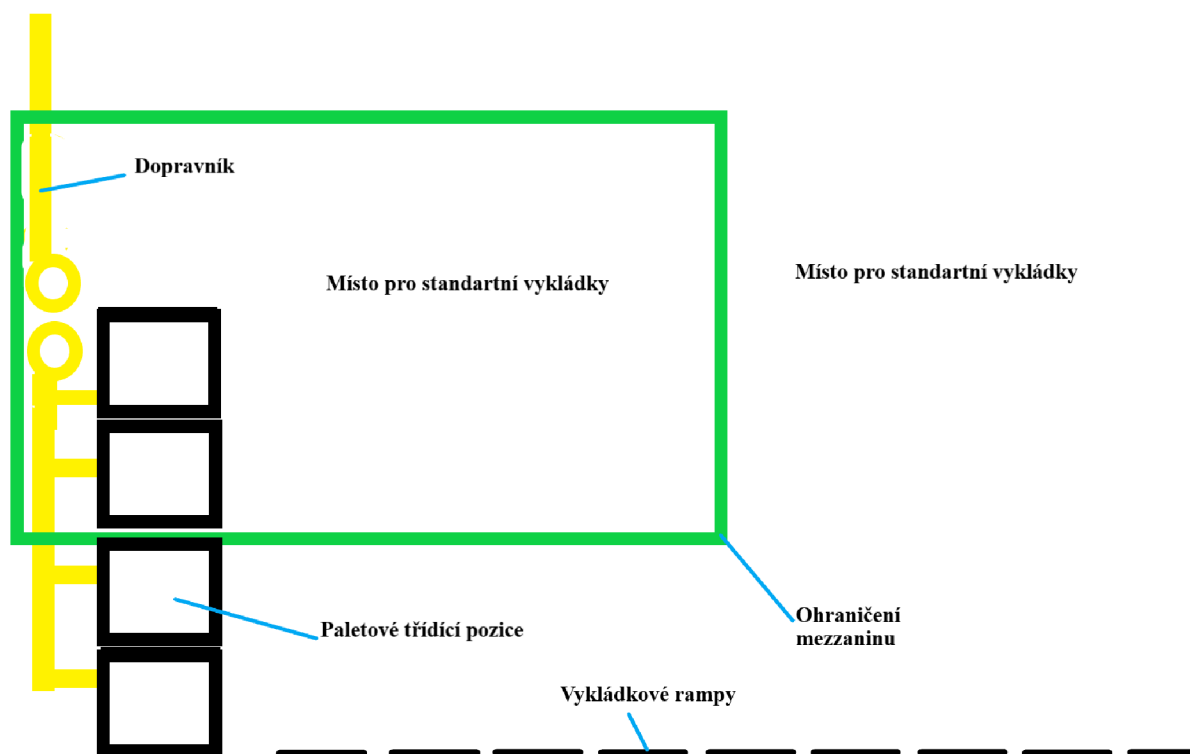 Dopravník
Místo pro standartní vykládky
Místo pro standartní vykládky
Ohraničení
mezzaninu
Paletové třídící pozice
Vykládkové rampy